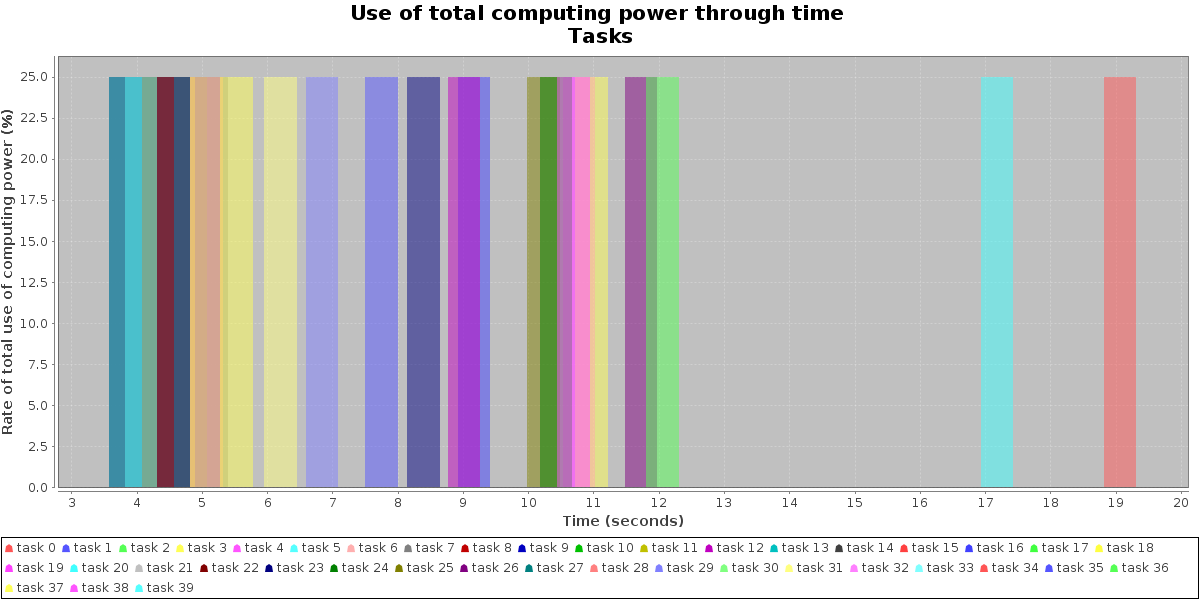 Use of total computing power through time
Tasks
Rate of total use of computing power (%)
25.0
22.5
20.0
17.5
15.0
12.5
10.0
7.5
5.0
2.5
0.0
3 4 5 6 7 8 9 10 11 12 13 14 15 16 17 18 19 20
Time (seconds)
task 0 task 1 task 2 task 3 task 4 task 5 task 6 task 7 task 8 task 9 task 10 task 11 task 12 task 13 task 14 task 15 task 16 task 17 task 18
task 19 task 20 task 21 task 22 task 23 task 24 task 25 task 26 task 27 task 28 task 29 task 30 task 31 task 32 task 33 task 34 task 35 task 36
task 37 task 38 task 39